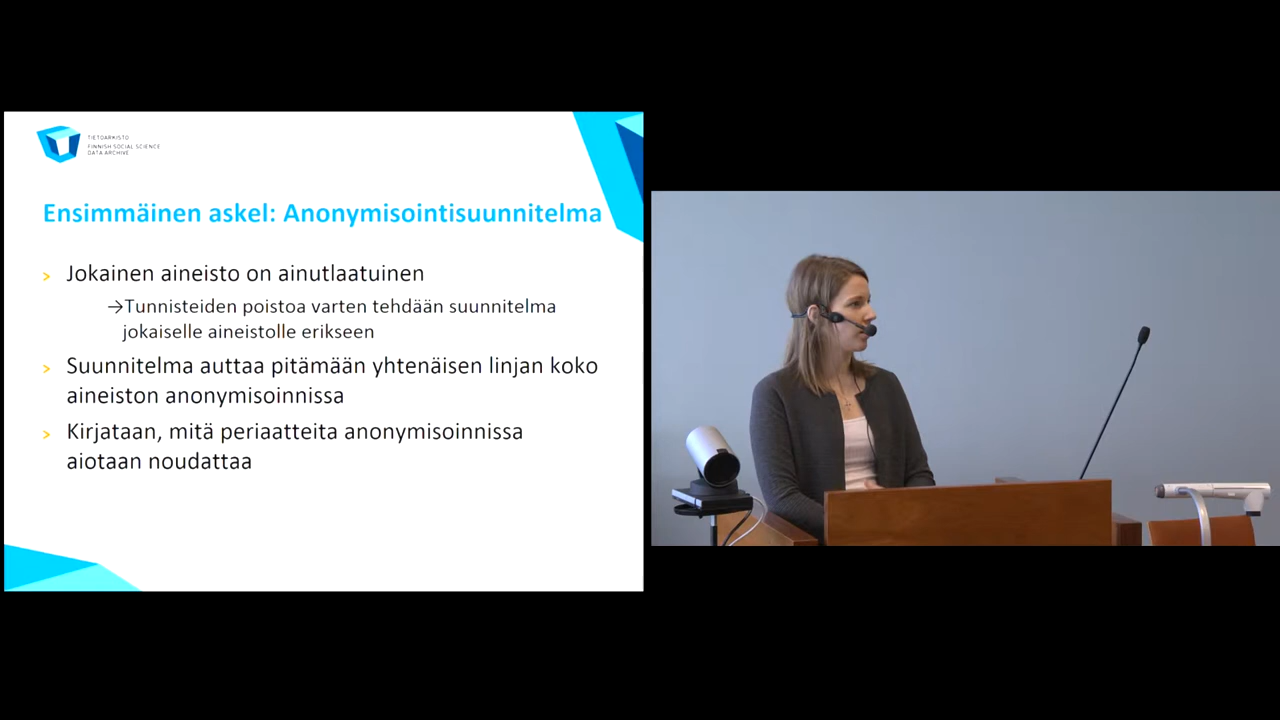 TIETOARKISTO
FINNISH SOCIAL SCIENCE
DATA ARCHIVE
Ensimmäinen askel: Anonymisointisuunnitelma
> Jokainen aineisto on ainutlaatuinen
→Tunnisteiden poistoa varten tehdään suunnitelma
jokaiselle aineistolle erikseen
> Suunnitelma auttaa pitämään yhtenäisen linjan koko
aineiston anonymisoinnissa
> Kirjataan, mitä periaatteita anonymisoinnissa
aiotaan noudattaa